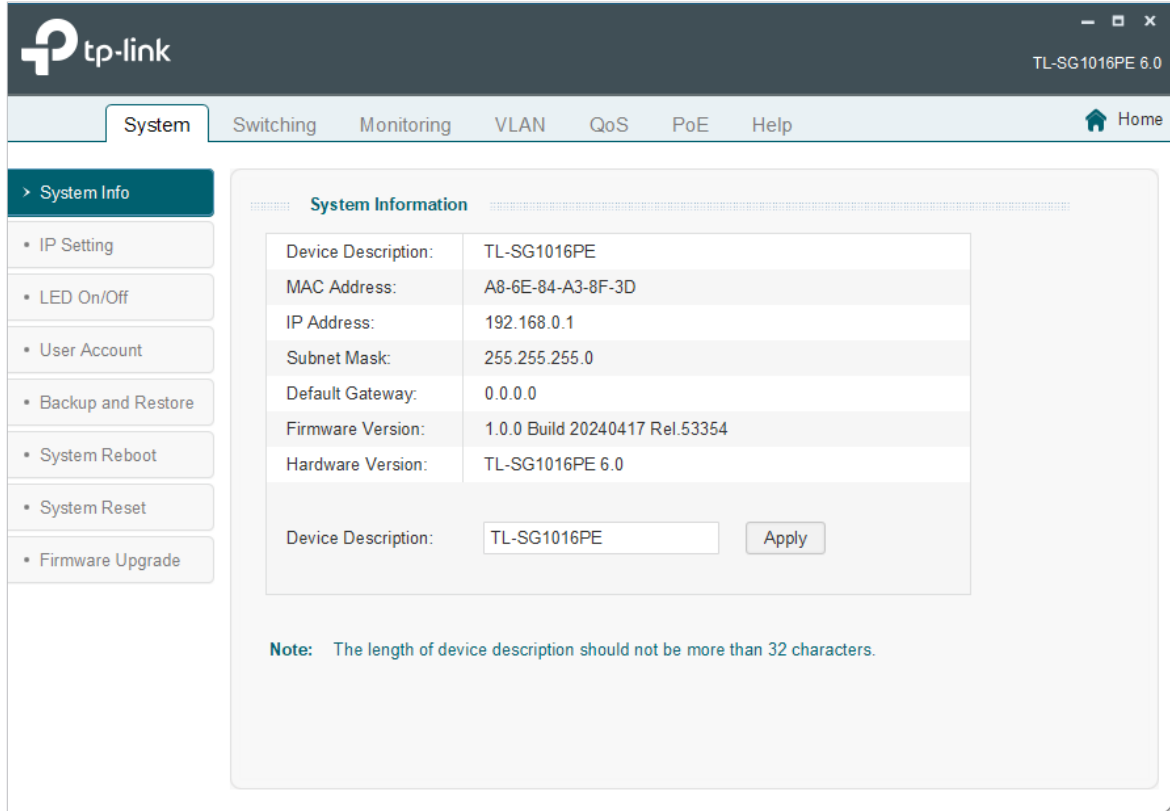 tp-link
TL-SG1016PE 6.0
System Switching Monitoring VLAN QoS PoE Help Home
System Info
IP Setting
LED On/Off
User Account
Backup and Restore
System Reboot
System Reset
Firmware Upgrade
System Information
Device Description: TL-SG1016PE
MAC Address: A8-6E-84-A3-8F-3D
IP Address: 192.168.0.1
Subnet Mask: 255.255.255.0
Default Gateway: 0.0.0.0
Firmware Version: 1.0.0 Build 20240417 Rel.53354
Hardware Version: TL-SG1016PE 6.0
Device Description: TL-SG1016PE Apply
Note: The length of device description should not be more than 32 characters.